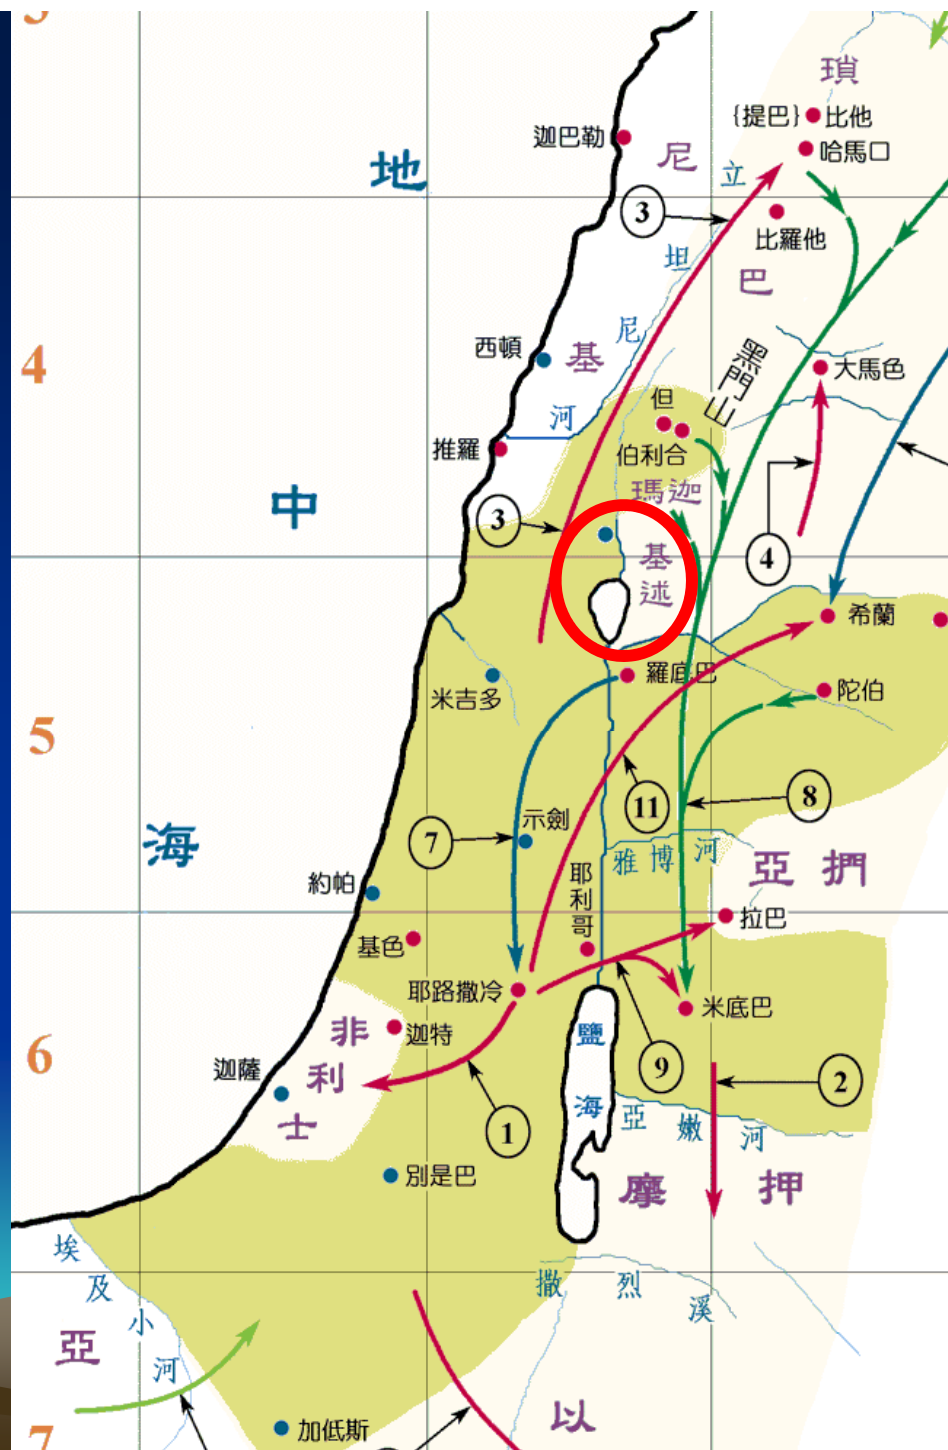 瑣
{提巴}
比他
迦巴勒
哈馬口
尼
立
地
3
比羅他
坦
巴
尼
4
西頓
基
黑門山
大馬色
但
河
推羅
伯利合
瑪迦
中
3
基述
4
希蘭
羅底巴
米吉多
陀伯
5
11
8
示劍
7
海
雅博河
亞捫
耶利哥
約帕
拉巴
基色
耶路撒冷
米底巴
非利士
迦特
鹽海
6
迦薩
9
2
1
亞嫩河
別是巴
摩押
埃及小河
撒烈溪
亞
以
加低斯
7